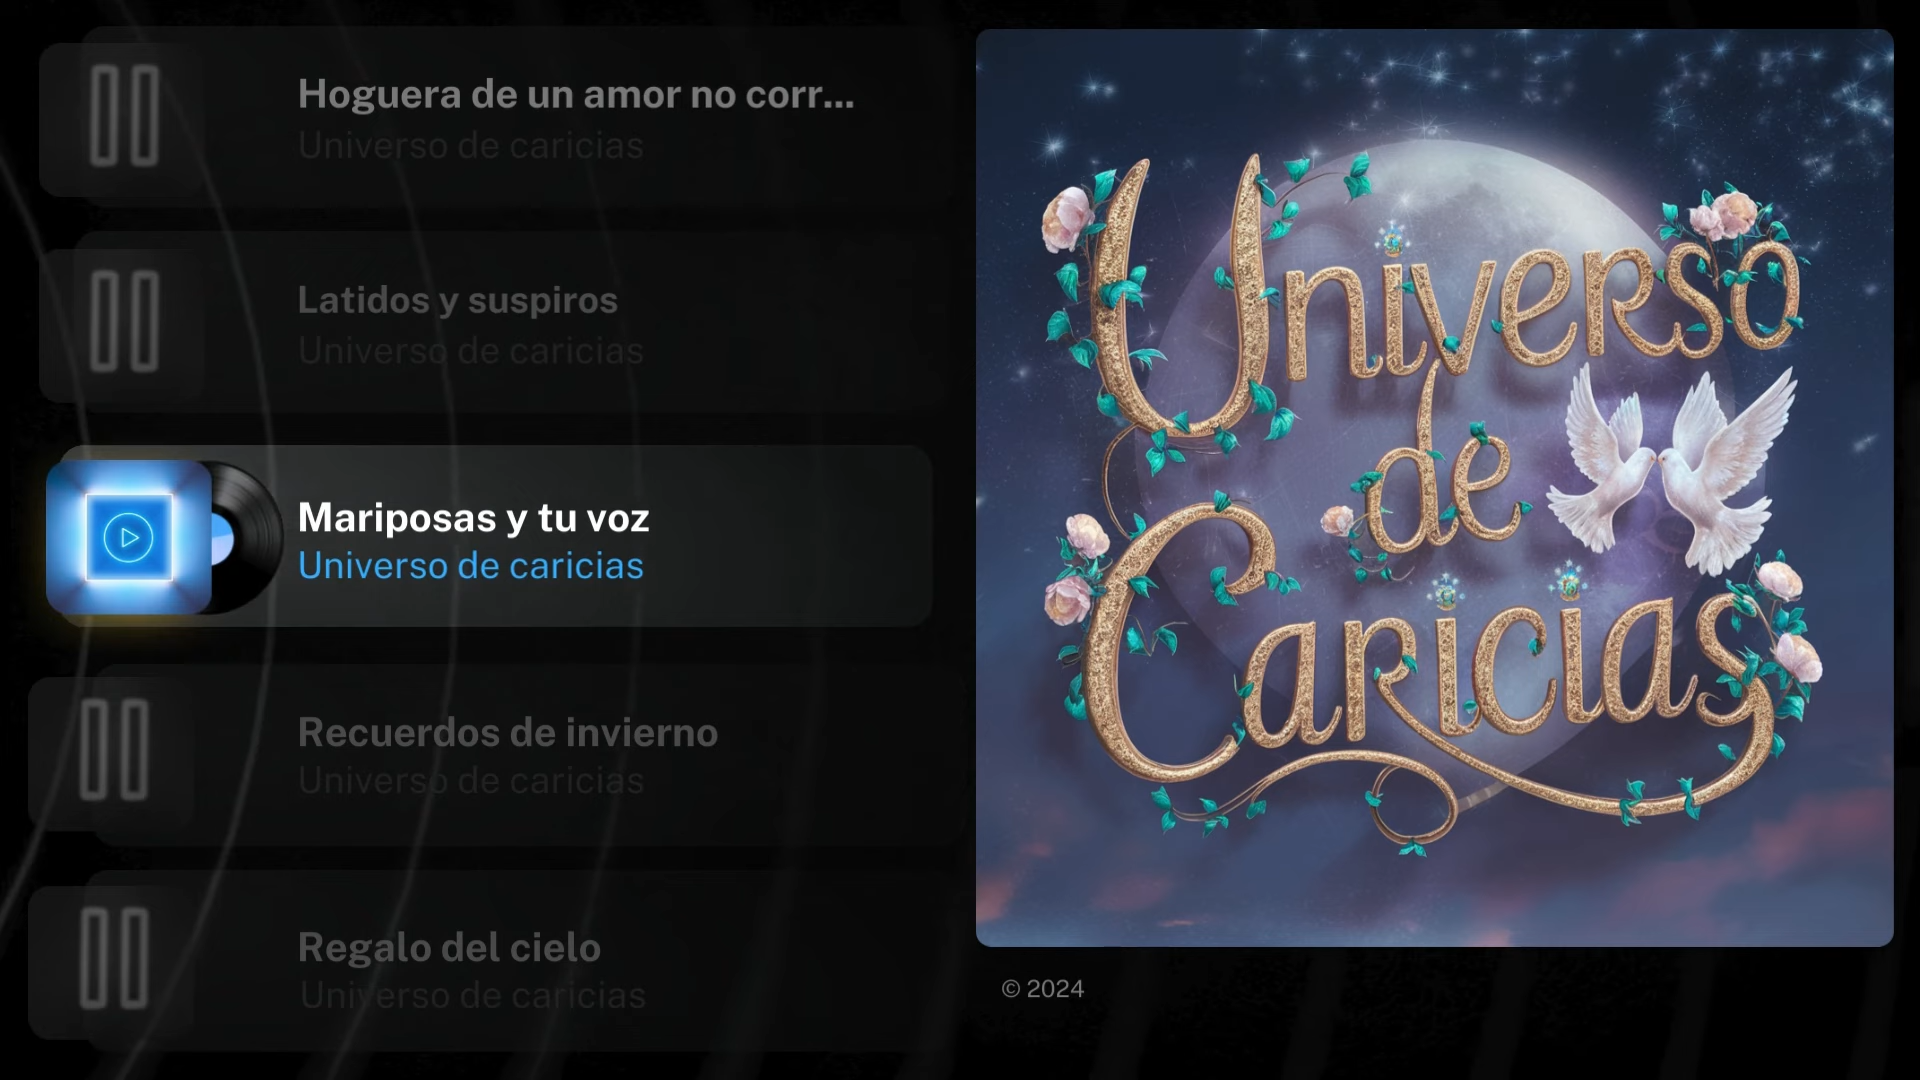 Hoguera de un amor no corr...
Universo de caricias
Latidos y suspiros
Universo de caricias
Mariposas y tu voz
Universo de caricias
Recuerdos de invierno
Universo de caricias
Regalo del cielo
Universo de caricias
Universo
de
Caricias
© 2024